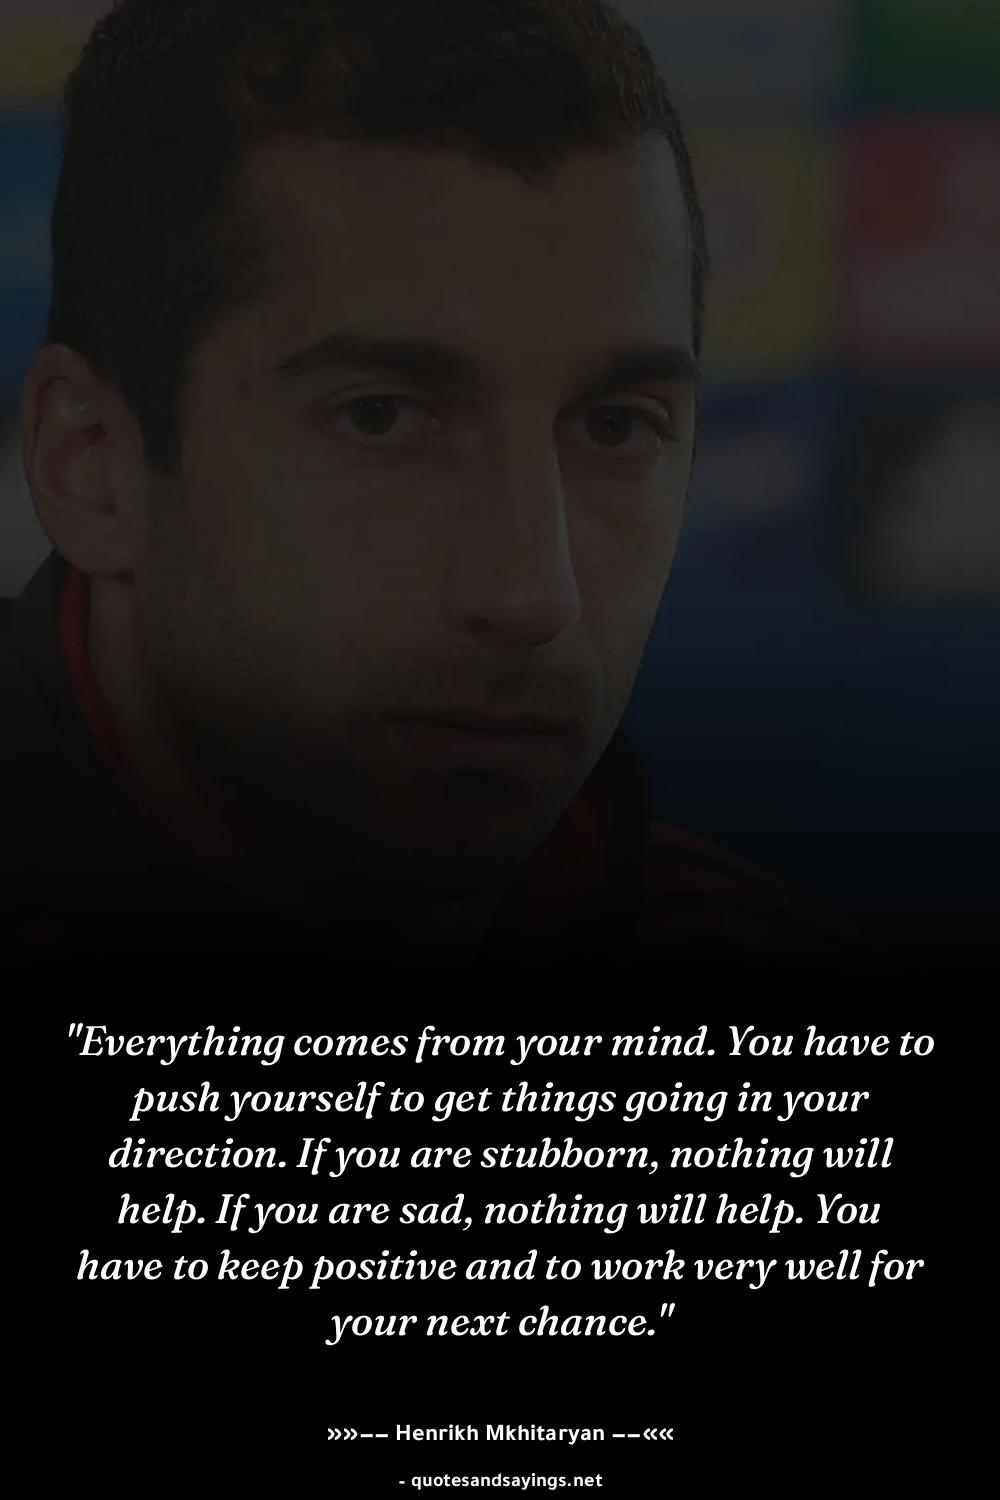 "Everything comes from your mind. You have to
push yourself to get things going in your
direction. If you are stubborn, nothing will
help. If you are sad, nothing will help. You
have to keep positive and to work very well for
your next chance."
»»–– Henrikh Mkhitaryan ––««
- quotesandsayings.net